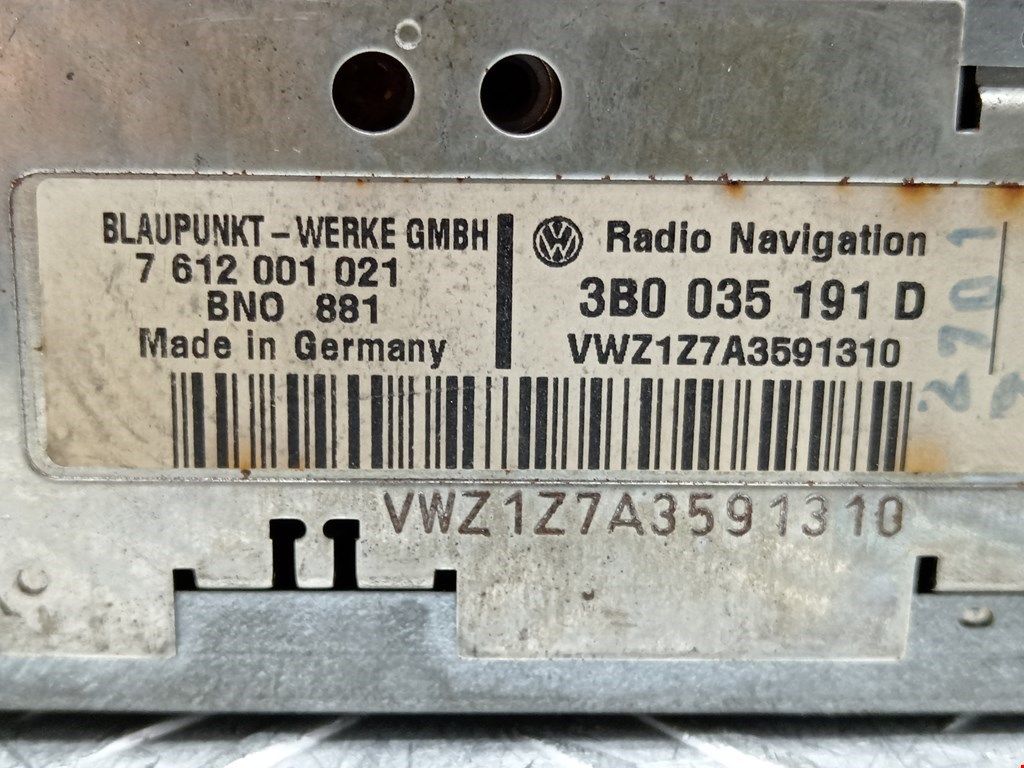 BLAUPUNKT - WERKE GMBH
7 612 001 021
BNO 881
Made in Germany
Radio Navigation
3B0 035 191 D
VWZ1Z7A3591310
2701
VWZ1Z7A3591310